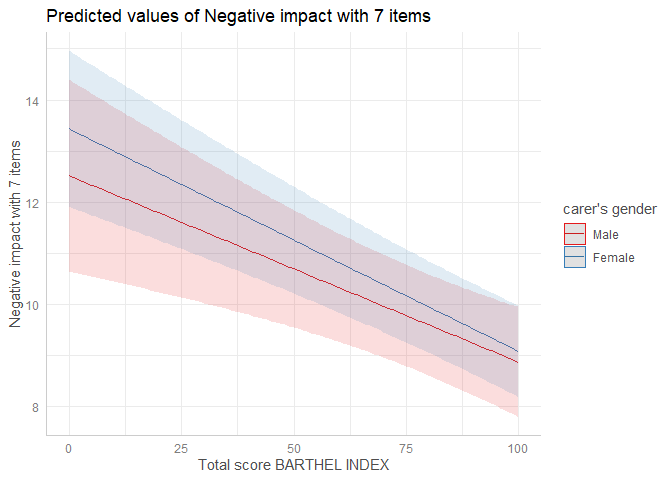 Predicted values of Negative impact with 7 items
Negative impact with 7 items
14
12
10
8
0 25 50 75 100
Total score BARTHEL INDEX
carer's gender
Male
Female